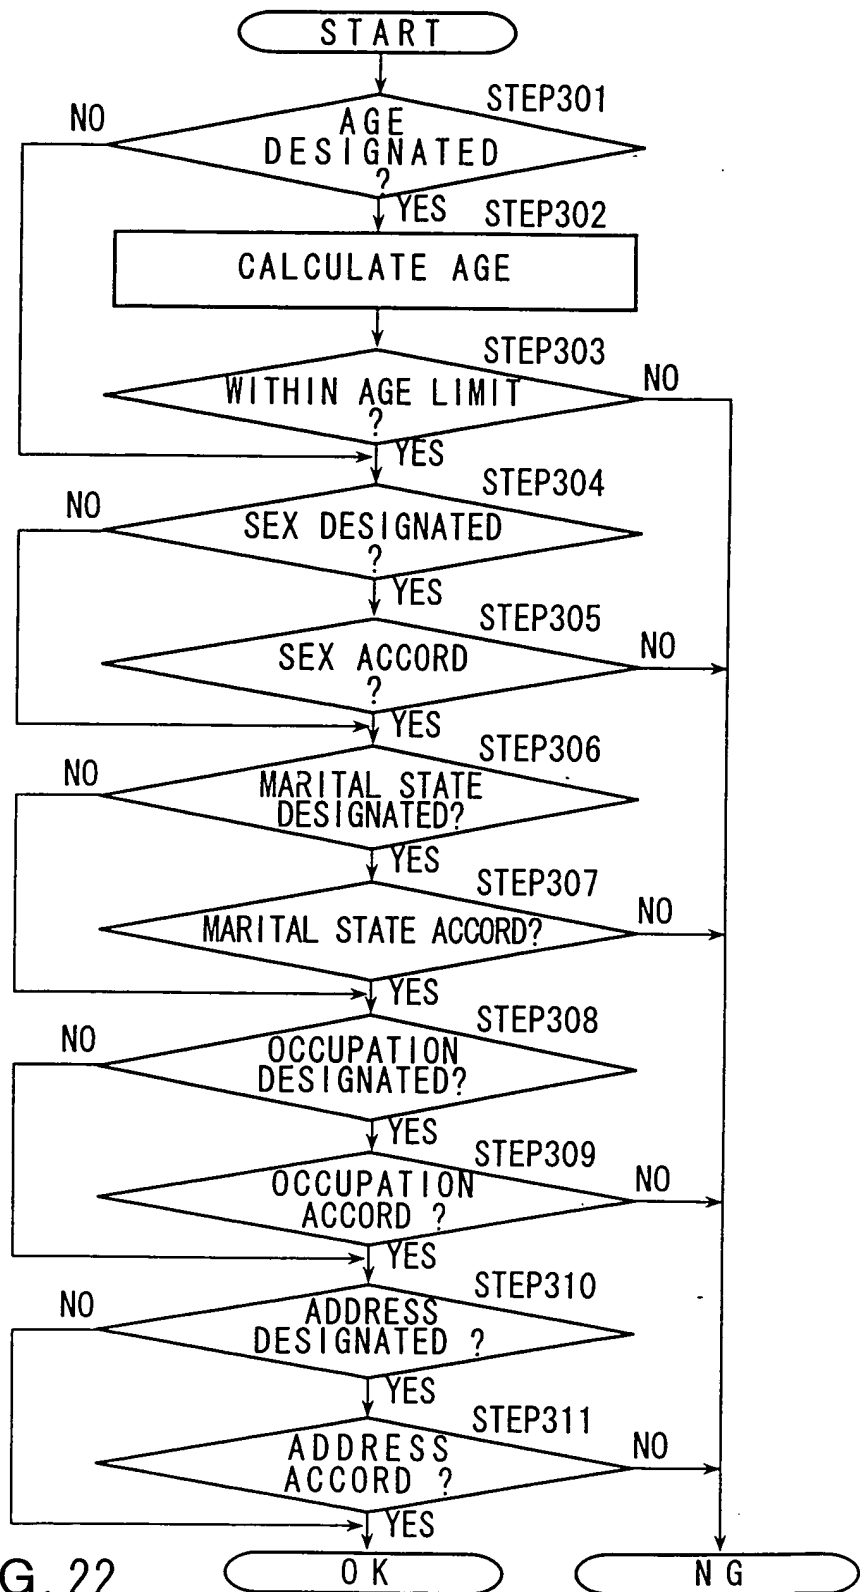 START
STEP301
NO
AGE
DESIGNATED
?
YES
STEP302
CALCULATE AGE
STEP303
WITHIN AGE LIMIT
?
NO
YES
STEP304
NO
SEX DESIGNATED
?
YES
STEP305
SEX ACCORD
?
NO
YES
STEP306
NO
MARITAL STATE
DESIGNATED?
YES
STEP307
MARITAL STATE ACCORD?
NO
YES
STEP308
NO
OCCUPATION
DESIGNATED?
YES
STEP309
OCCUPATION
ACCORD ?
NO
YES
STEP310
NO
ADDRESS
DESIGNATED ?
YES
STEP311
ADDRESS
ACCORD ?
NO
YES
G. 22
OK
NG